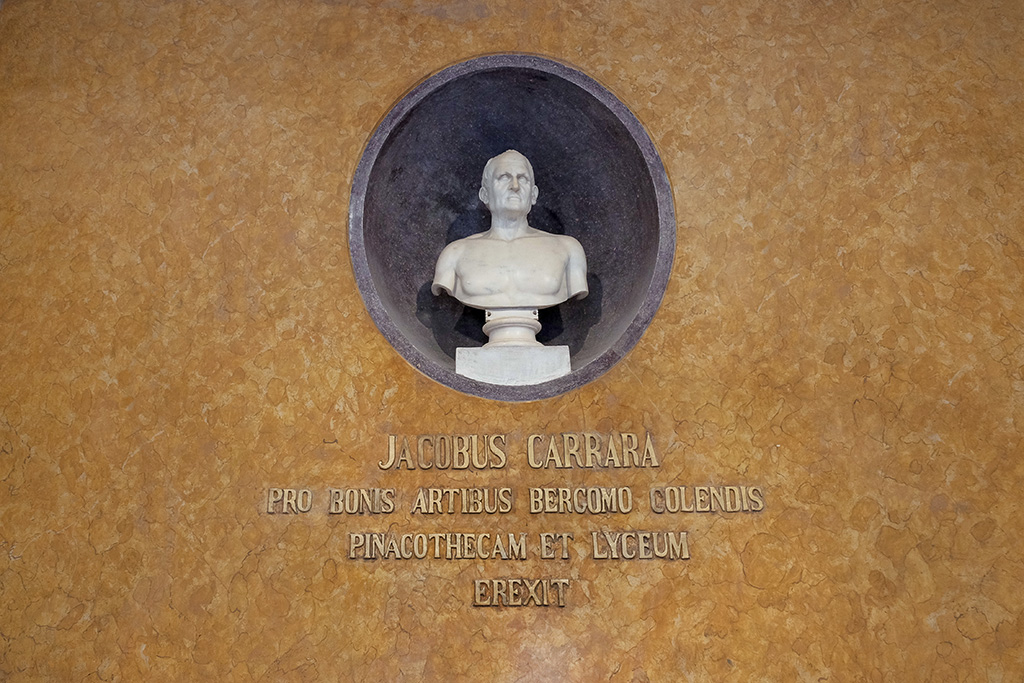 JACOBUS CARRARA
PRO BONIS ARTIBUS BERGOMO COLENDIS
PINACOTHECAM ET LYCEUM
EREXIT